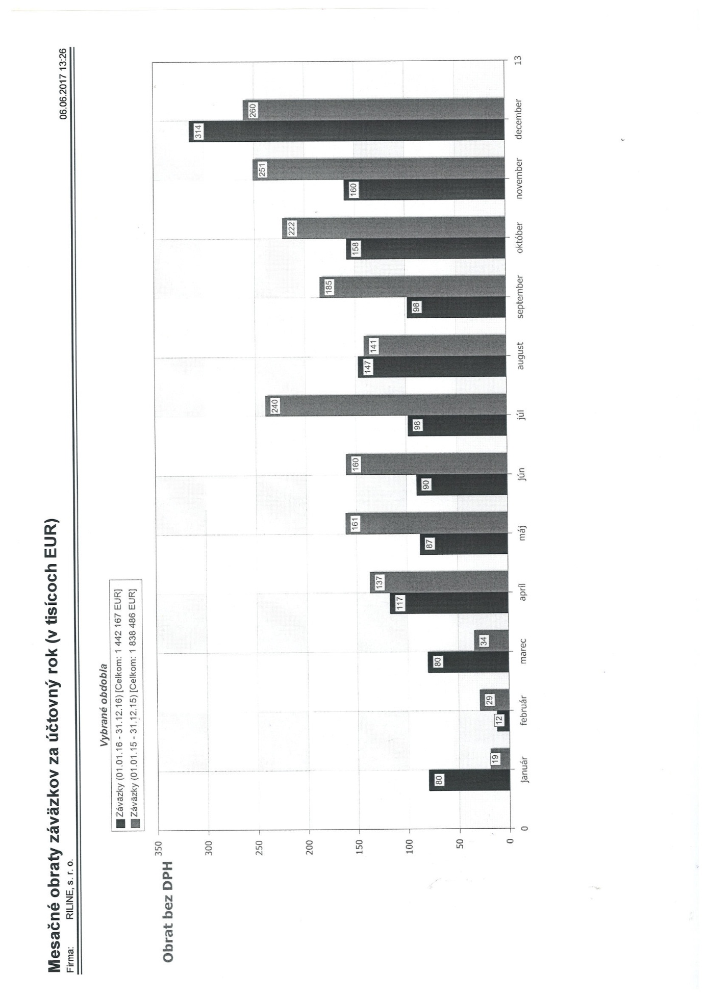 Mesačné obraty záväzkov za účtovný rok (v tisícoch EUR)
Firma: RILINE, s. r. o. 06.06.2017 13:26
Vybrané obdobia
Záväzky (01.01.16 - 31.12.16) [Celkom: 1 442 167 EUR]
Záväzky (01.01.15 - 31.12.15) [Celkom: 1 838 486 EUR]
Obrat bez DPH
350
300
250
200
150
100
50
0
80 19
12 29
80 34
117 137
87 161
90 160
98 240
147 141
98 185
158 222
160 251
314 260
0 január február marec apríl máj jún júl august september október november december 13